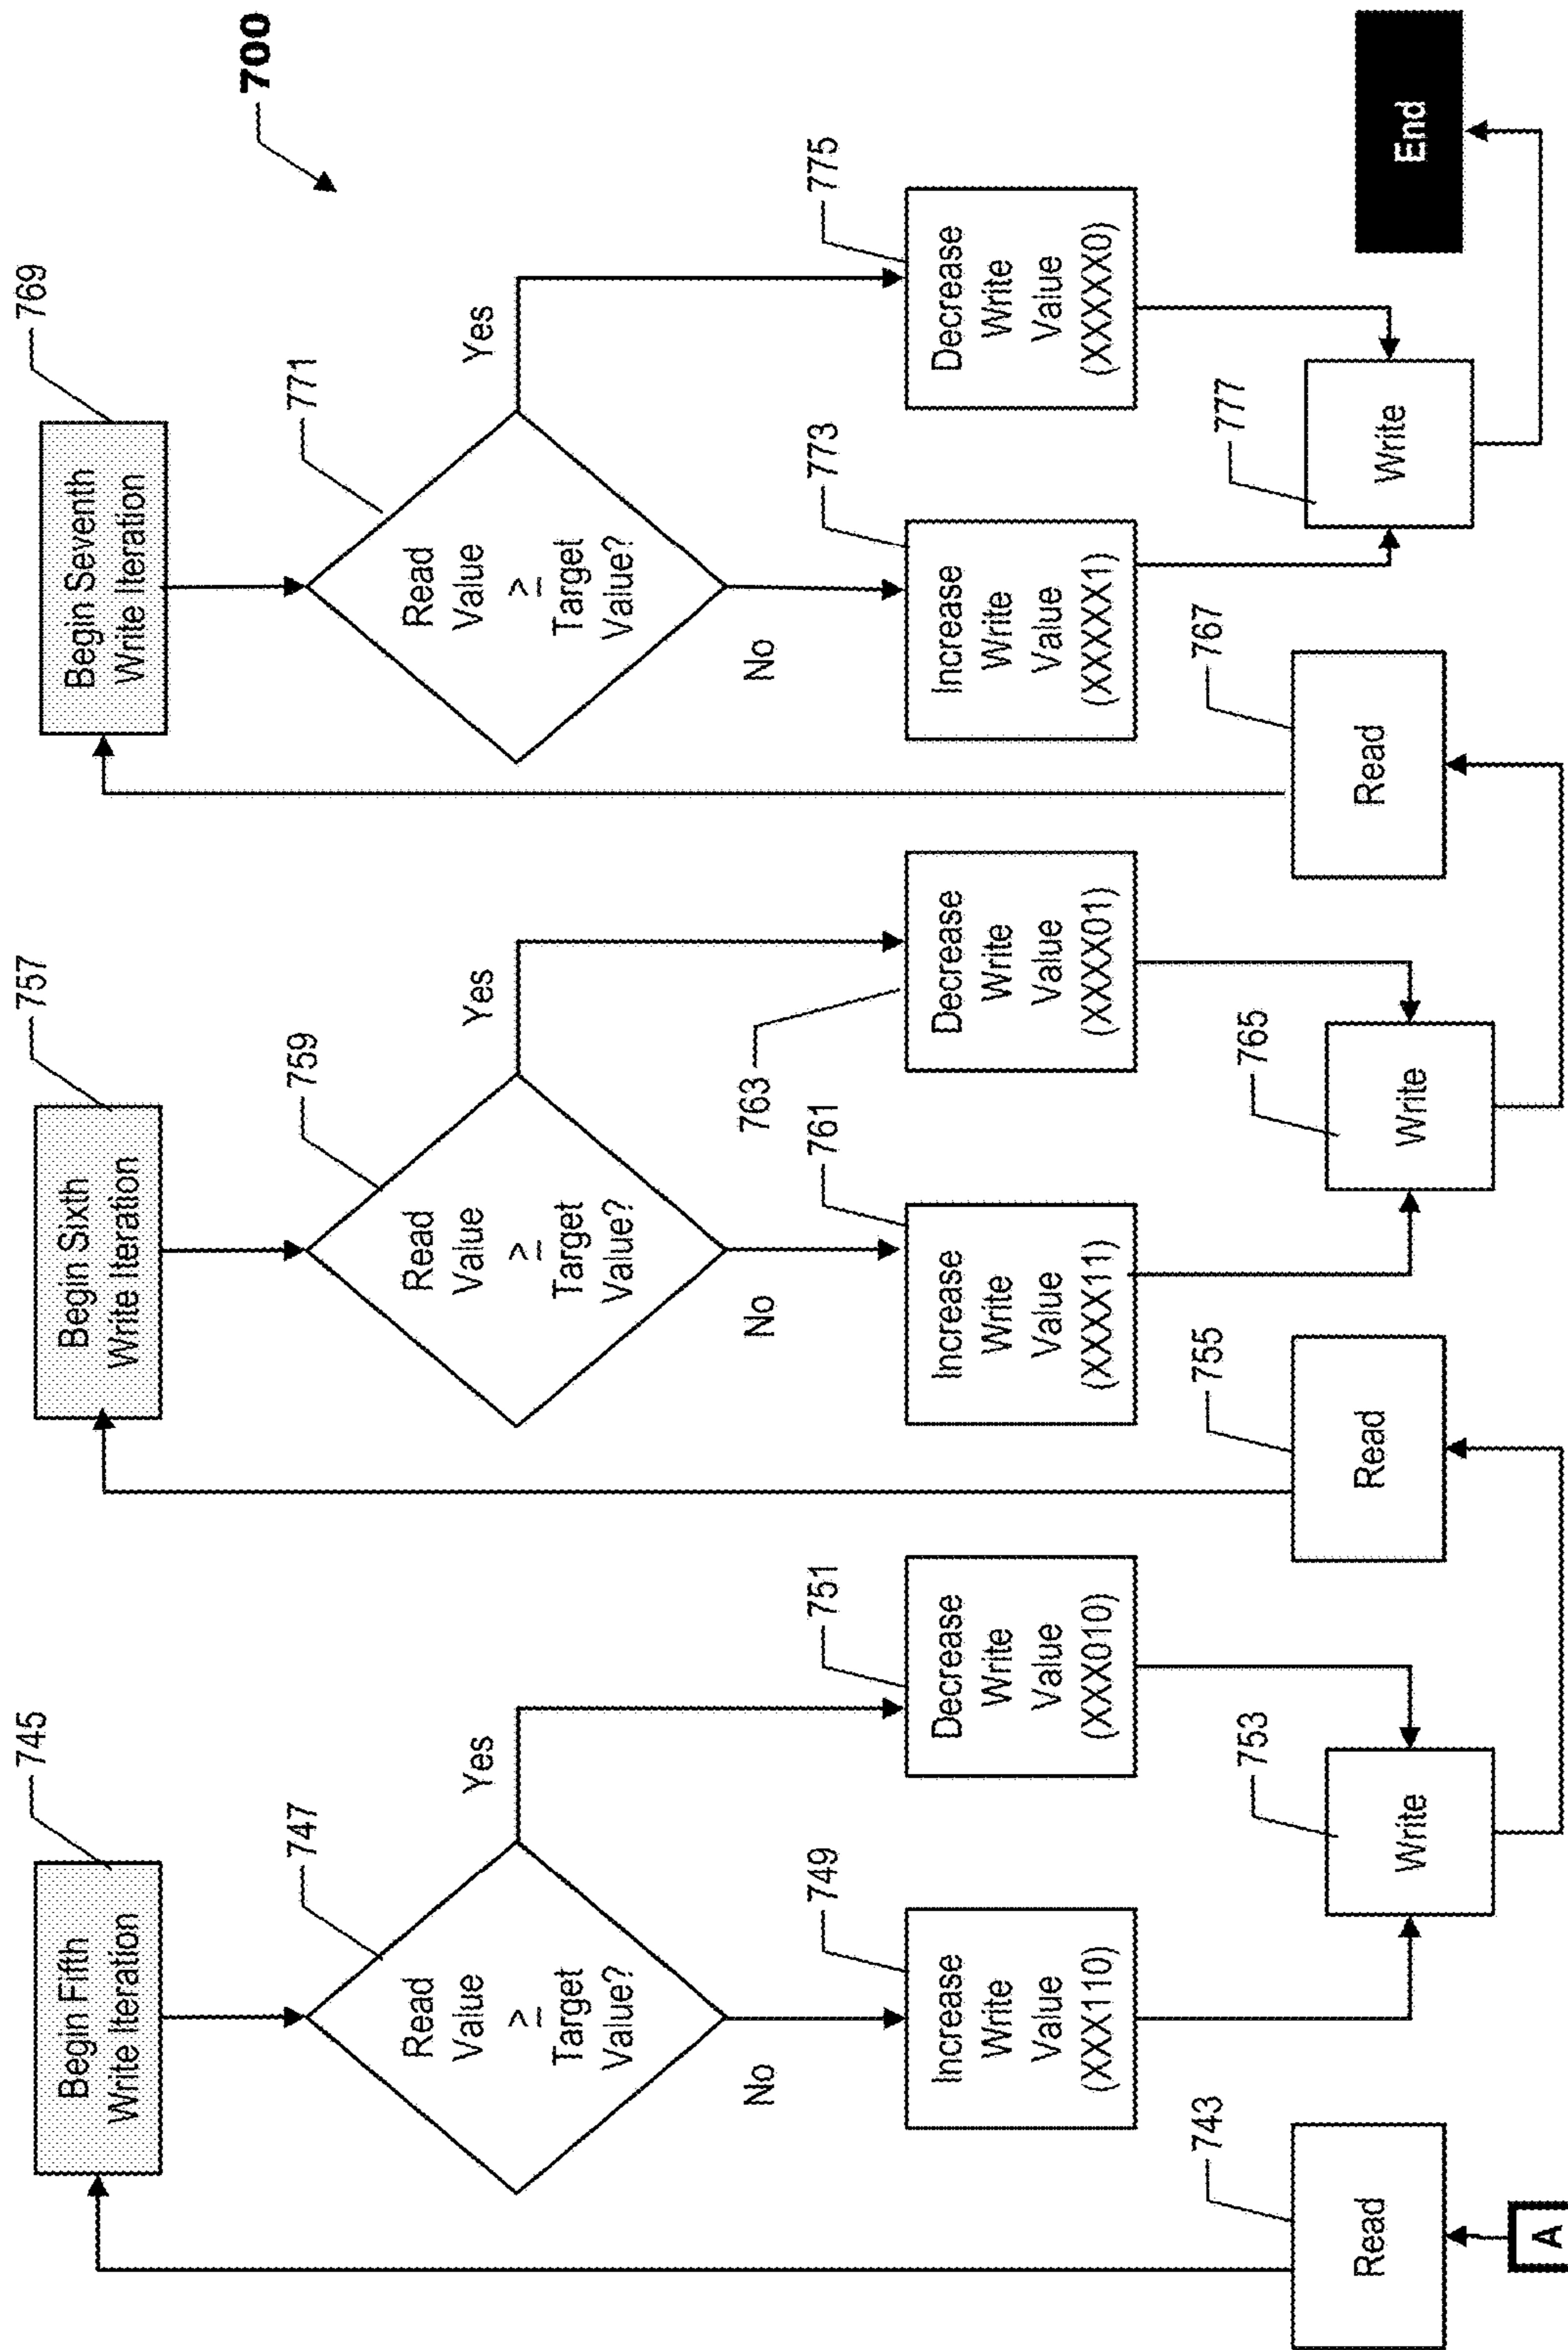 700
A
Read
743
Begin Fifth
Write Iteration
745
Read
Value
≥
Target
Value?
747
No
Yes
Increase
Write
Value
(XXX110)
749
Decrease
Write
Value
(XXX010)
751
Write
753
Read
755
Begin Sixth
Write Iteration
757
Read
Value
≥
Target
Value?
759
No
Yes
Increase
Write
Value
(XXXX11)
761
Decrease
Write
Value
(XXXX01)
763
Write
765
Read
767
Begin Seventh
Write Iteration
769
Read
Value
≥
Target
Value?
771
No
Yes
Increase
Write
Value
(XXXXX1)
773
Decrease
Write
Value
(XXXXX0)
775
Write
777
End